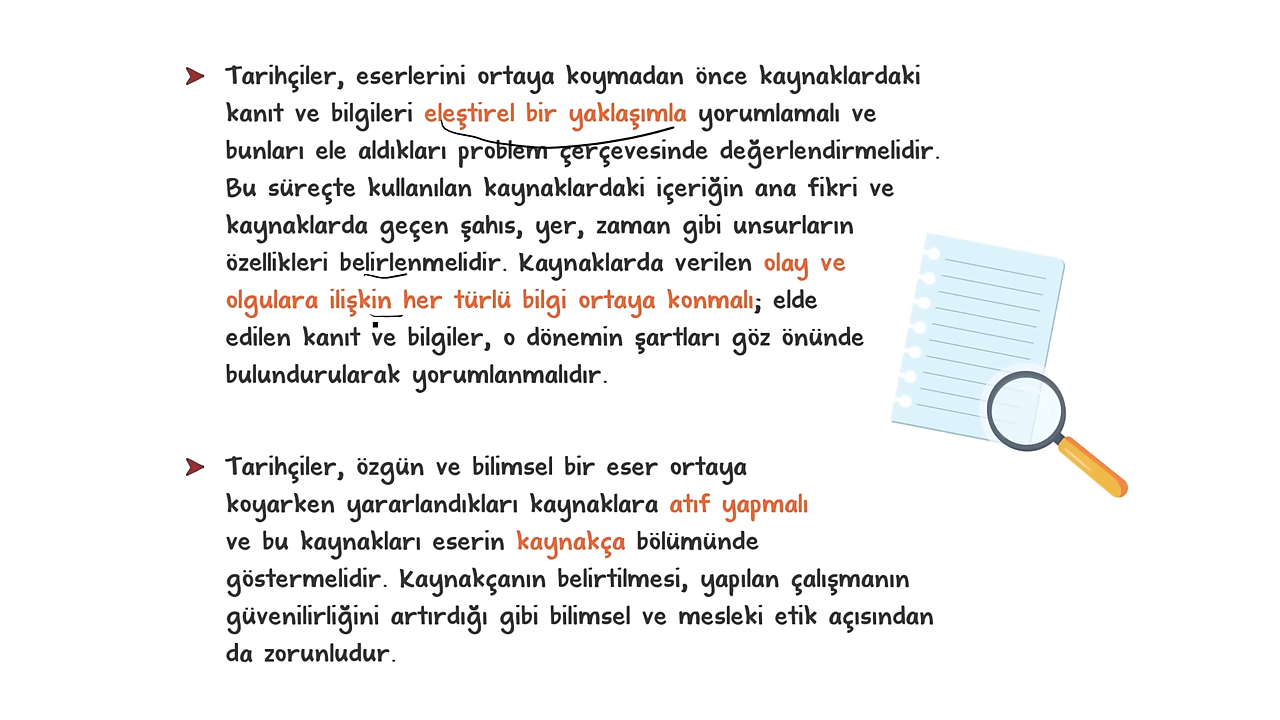 Tarihçiler, eserlerini ortaya koymadan önce kaynaklardaki
kanıt ve bilgileri eleştirel bir yaklaşımla yorumlamalı ve
bunları ele aldıkları problem çerçevesinde değerlendirmelidir.
Bu süreçte kullanılan kaynaklardaki içeriğin ana fikri ve
kaynaklarda geçen şahıs, yer, zaman gibi unsurların
özellikleri belirlenmelidir. Kaynaklarda verilen olay ve
olgulara ilişkin her türlü bilgi ortaya konmalı; elde
edilen kanıt ve bilgiler, o dönemin şartları göz önünde
bulundurularak yorumlanmalıdır.
Tarihçiler, özgün ve bilimsel bir eser ortaya
koyarken yararlandıkları kaynaklara atıf yapmalı
ve bu kaynakları eserin kaynakça bölümünde
göstermelidir. Kaynakçanın belirtilmesi, yapılan çalışmanın
güvenilirliğini artırdığı gibi bilimsel ve mesleki etik açısından
da zorunludur.